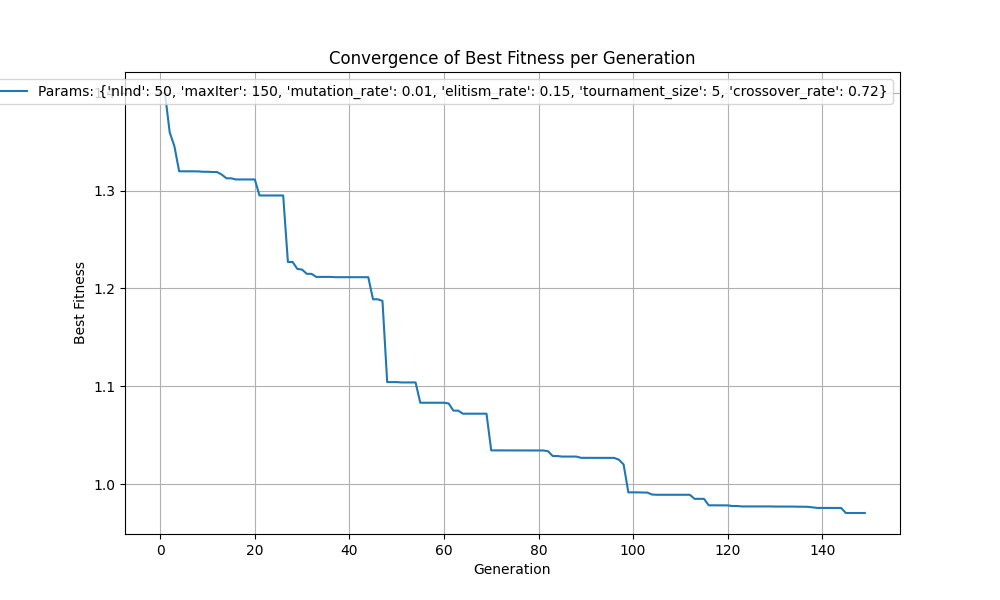 Convergence of Best Fitness per Generation
Params: {'nInd': 50, 'maxIter': 150, 'mutation_rate': 0.01, 'elitism_rate': 0.15, 'tournament_size': 5, 'crossover_rate': 0.72}
1.3
1.2
1.1
1.0
Best Fitness
0 20 40 60 80 100 120 140
Generation